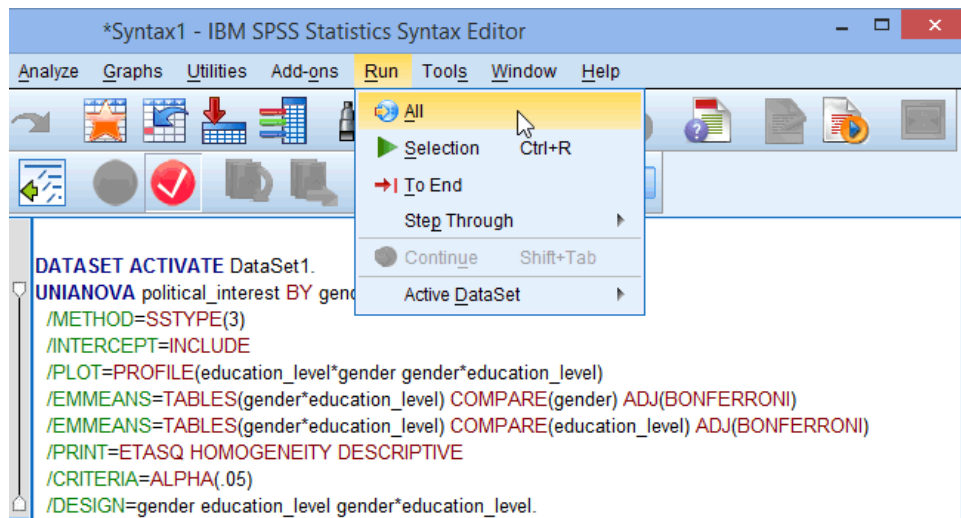 *Syntax1 - IBM SPSS Statistics Syntax Editor
Analyze Graphs Utilities Add-ons Run Tools Window Help
All
Selection Ctrl+R
To End
Step Through
Continue Shift+Tab
Active DataSet
DATASET ACTIVATE DataSet1.
UNIANOVA political_interest BY
/METHOD=SSTYPE(3)
/INTERCEPT=INCLUDE
/PLOT=PROFILE(education_level*gender gender*education_level)
/EMMEANS=TABLES(gender*education_level) COMPARE(gender) ADJ(BONFERRONI)
/EMMEANS=TABLES(gender*education_level) COMPARE(education_level) ADJ(BONFERRONI)
/PRINT=ETASQ HOMOGENEITY DESCRIPTIVE
/CRITERIA=ALPHA(.05)
/DESIGN=gender education_level gender*education_level.